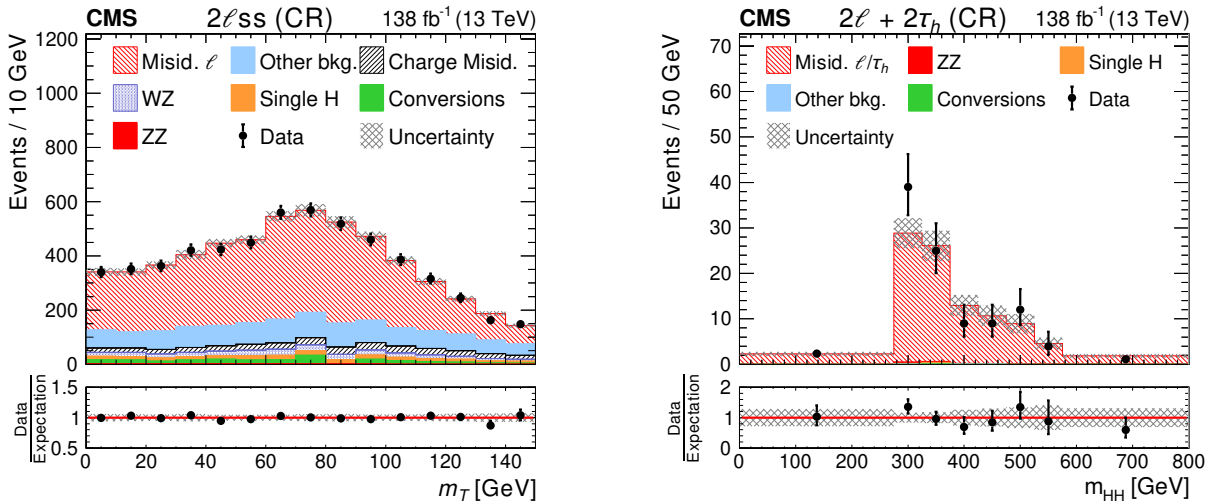 CMS 2ℓss (CR) 138 fb⁻¹ (13 TeV)
Events / 10 GeV
1200
1000
800
600
400
200
0
Misid. ℓ Other bkg. Charge Misid.
WZ Single H Conversions
ZZ Data Uncertainty
Data
Expectation
1.5
1
0.5
0 20 40 60 80 100 120 140
m_T [GeV]
CMS 2ℓ + 2τ_h (CR) 138 fb⁻¹ (13 TeV)
Events / 50 GeV
70
60
50
40
30
20
10
0
Misid. ℓ/τ_h ZZ Single H
Other bkg. Conversions Data
Uncertainty
Data
Expectation
2
1
0
0 100 200 300 400 500 600 700 800
m_HH [GeV]